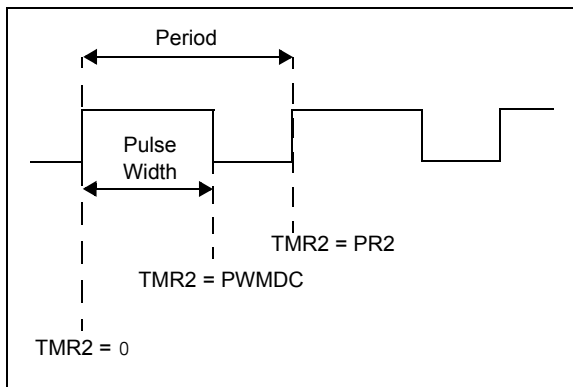 Period
Pulse
Width
TMR2 = PR2
TMR2 = PWMDC
TMR2 = 0